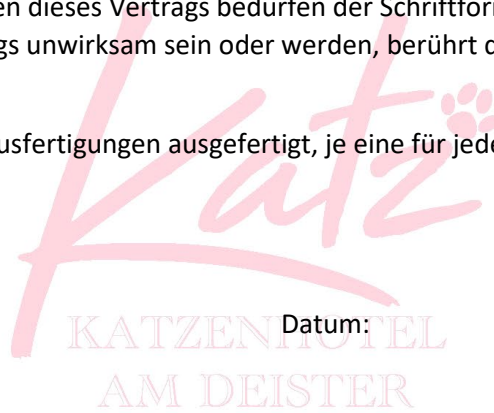 en dieses Vertrags bedürfen der Schriftfor
gs unwirksam sein oder werden, berührt d
usfertigungen ausgefertigt, je eine für jede
Katz
Datum:
KATZENHOTEL
AM DEISTER